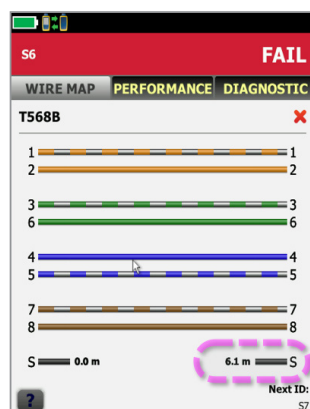 S6 FAIL
WIRE MAP PERFORMANCE DIAGNOSTIC
T568B
1 1
2 2
3 3
6 6
4 4
5 5
7 7
8 8
S 0.0 m 6.1 m S
Next ID:
? S7